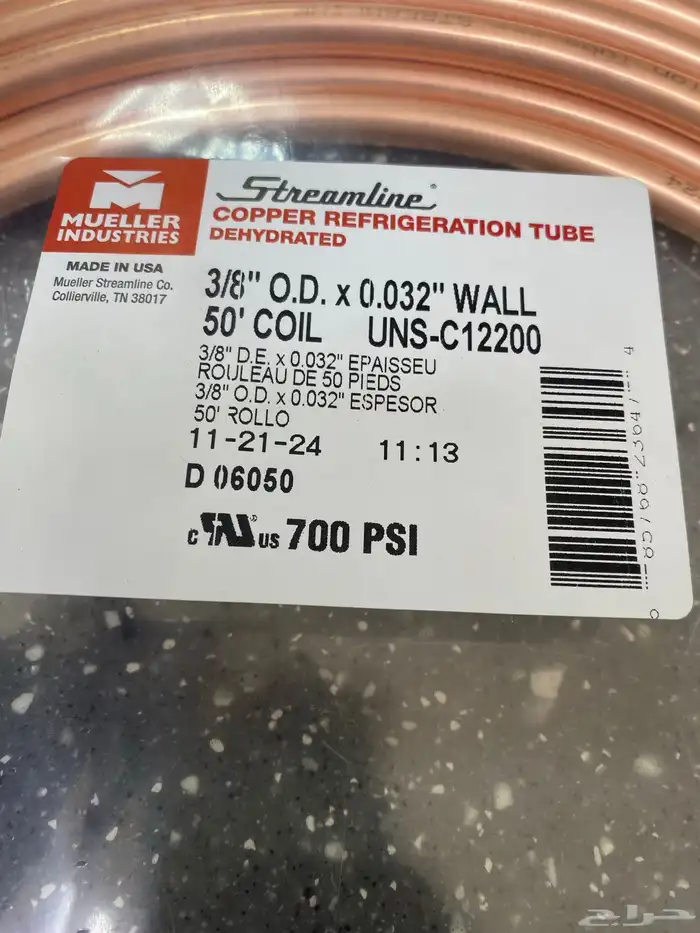 Streamline®
MUELLER
INDUSTRIES
COPPER REFRIGERATION TUBE
DEHYDRATED
MADE IN USA
Mueller Streamline Co.
Collierville, TN 38017
3/8" O.D. x 0.032" WALL
50' COIL UNS-C12200
3/8" D.E. x 0.032" EPAISSEU
ROULEAU DE 50 PIEDS
3/8" O.D. x 0.032" ESPESOR
50' ROLLO
11-21-24 11:13
D 06050
c US 700 PSI
حراج